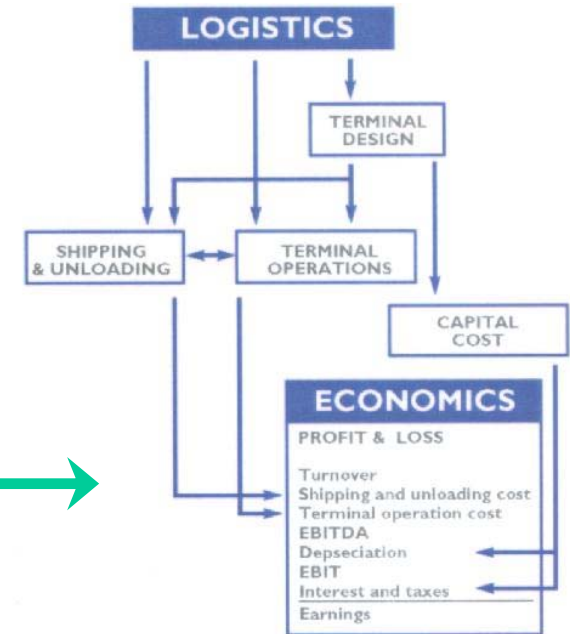 LOGISTICS
TERMINAL
DESIGN
SHIPPING
& UNLOADING
TERMINAL
OPERATIONS
CAPITAL
COST
ECONOMICS
PROFIT & LOSS
Turnover
Shipping and unloading cost
Terminal operation cost
EBITDA
Depseciation
EBIT
Interest and taxes
Earnings